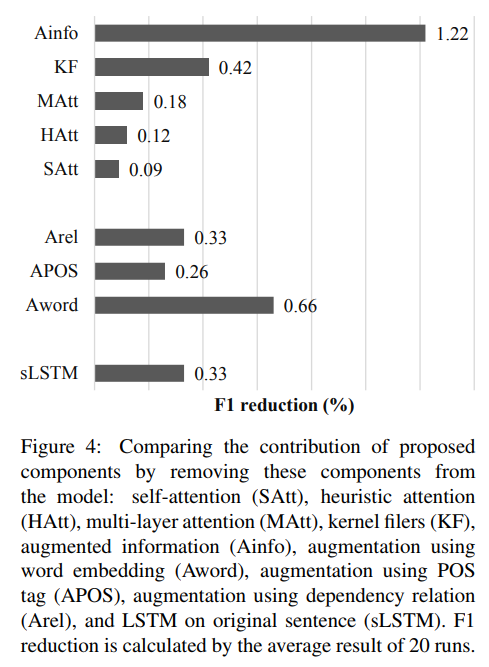 Ainfo 1.22
KF 0.42
MAtt 0.18
HAtt 0.12
SAtt 0.09
Arel 0.33
APOS 0.26
Aword 0.66
sLSTM 0.33
F1 reduction (%)
Figure 4: Comparing the contribution of proposed
components by removing these components from
the model: self-attention (SAtt), heuristic attention
(HAtt), multi-layer attention (MAtt), kernel filers (KF),
augmented information (Ainfo), augmentation using
word embedding (Aword), augmentation using POS
tag (APOS), augmentation using dependency relation
(Arel), and LSTM on original sentence (sLSTM). F1
reduction is calculated by the average result of 20 runs.